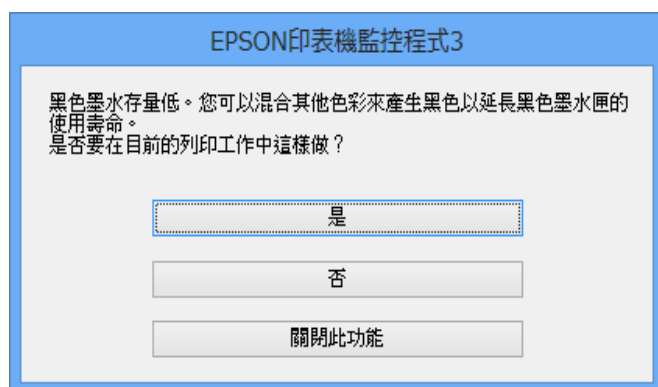 EPSON印表機監控程式3
黑色墨水存量低。您可以混合其他色彩來產生黑色以延長黑色墨水匣的
使用壽命。
是否要在目前的列印工作中這樣做？
是
否
關閉此功能